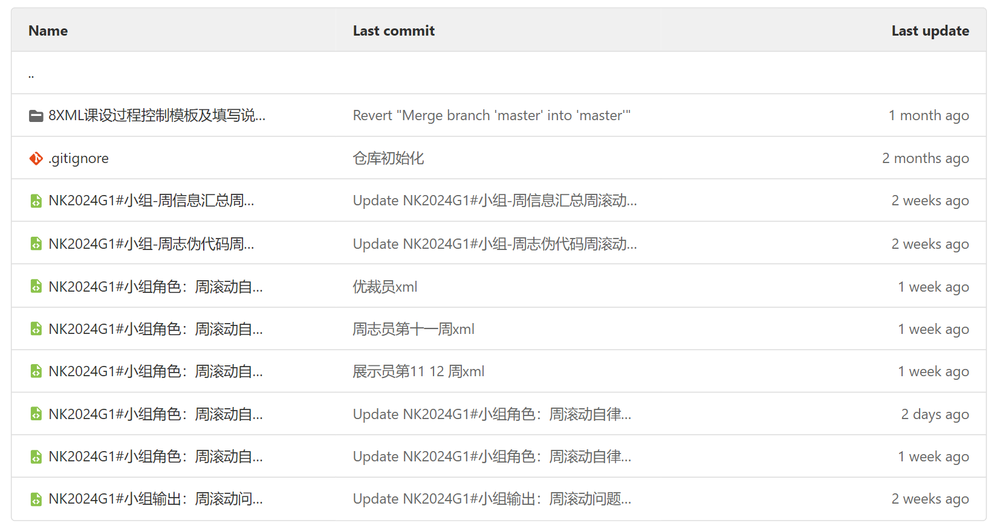 Name Last commit Last update
..
8XML课设过程控制模板及填写说... Revert "Merge branch 'master' into 'master'" 1 month ago
.gitignore 仓库初始化 2 months ago
NK2024G1#小组-周信息汇总周... Update NK2024G1#小组-周信息汇总周滚动... 2 weeks ago
NK2024G1#小组-周志伪代码周... Update NK2024G1#小组-周志伪代码周滚动... 2 weeks ago
NK2024G1#小组角色：周滚动自... 优裁员xml 1 week ago
NK2024G1#小组角色：周滚动自... 周志员第十一周xml 1 week ago
NK2024G1#小组角色：周滚动自... 展示员第11 12 周xml 1 week ago
NK2024G1#小组角色：周滚动自... Update NK2024G1#小组角色：周滚动自律... 2 days ago
NK2024G1#小组角色：周滚动自... Update NK2024G1#小组角色：周滚动自律... 1 week ago
NK2024G1#小组输出：周滚动问... Update NK2024G1#小组输出：周滚动问题... 2 weeks ago